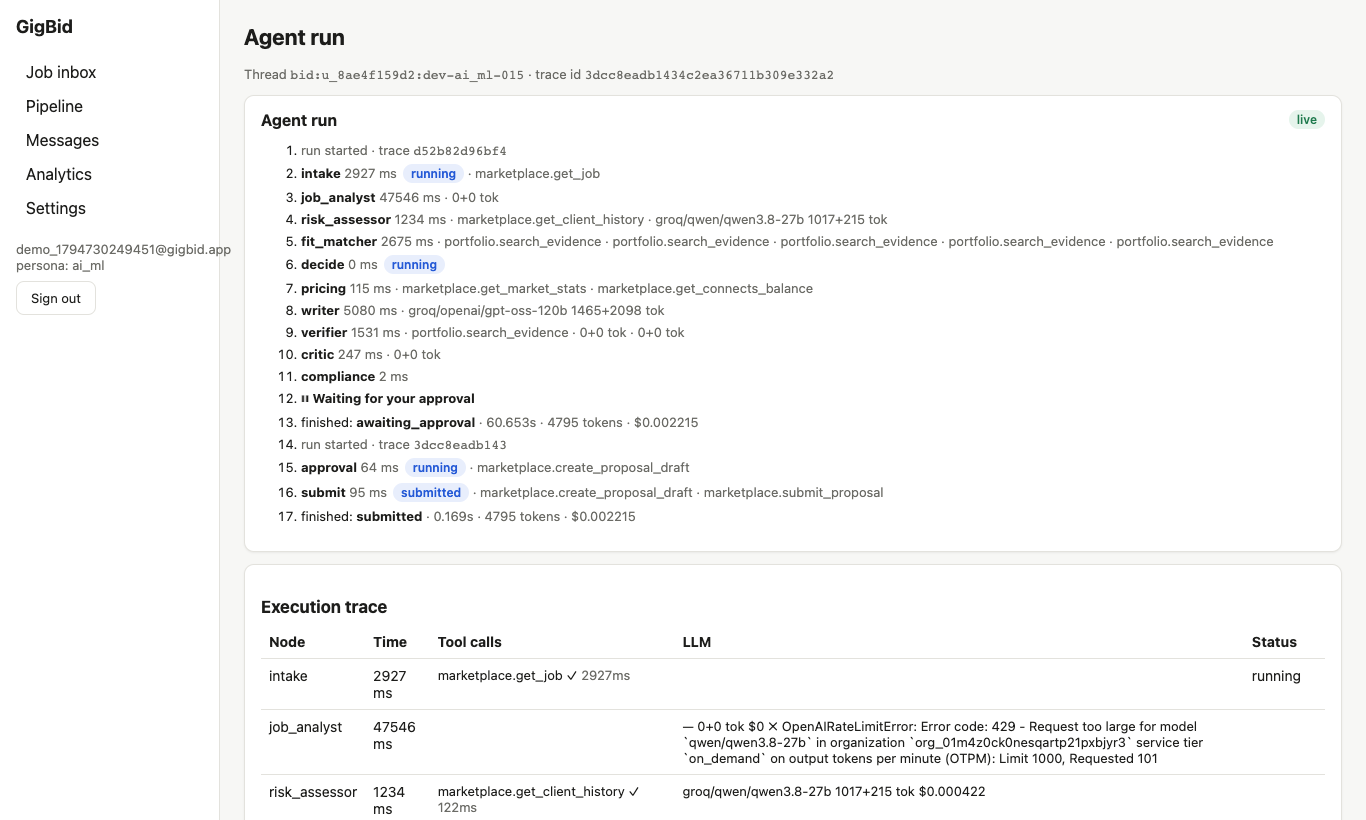 GigBid
Job inbox
Pipeline
Messages
Analytics
Settings
demo_1794730249451@gigbid.app
persona: ai_ml
Sign out
Agent run
Thread bid:u_8ae4f159d2:dev-ai_ml-015 · trace id 3dcc8eadb1434c2ea36711b309e332a2
Agent run
live
1. run started · trace d52b82d96bf4
2. intake 2927 ms running · marketplace.get_job
3. job_analyst 47546 ms · 0+0 tok
4. risk_assessor 1234 ms · marketplace.get_client_history · groq/qwen/qwen3.8-27b 1017+215 tok
5. fit_matcher 2675 ms · portfolio.search_evidence · portfolio.search_evidence · portfolio.search_evidence · portfolio.search_evidence · portfolio.search_evidence
6. decide 0 ms running
7. pricing 115 ms · marketplace.get_market_stats · marketplace.get_connects_balance
8. writer 5080 ms · groq/openai/gpt-oss-120b 1465+2098 tok
9. verifier 1531 ms · portfolio.search_evidence · 0+0 tok · 0+0 tok
10. critic 247 ms · 0+0 tok
11. compliance 2 ms
12. ⏸ Waiting for your approval
13. finished: awaiting_approval · 60.653s · 4795 tokens · $0.002215
14. run started · trace 3dcc8eadb143
15. approval 64 ms running · marketplace.create_proposal_draft
16. submit 95 ms submitted · marketplace.create_proposal_draft · marketplace.submit_proposal
17. finished: submitted · 0.169s · 4795 tokens · $0.002215
Execution trace
Node Time Tool calls LLM Status
intake 2927 ms marketplace.get_job ✓ 2927ms running
job_analyst 47546 ms — 0+0 tok $0 ✕ OpenAIRateLimitError: Error code: 429 - Request too large for model
`qwen/qwen3.8-27b` in organization `org_01m4z0ck0nesqartp21pxbjyr3` service tier
`on_demand` on output tokens per minute (OTPM): Limit 1000, Requested 101
risk_assessor 1234 ms marketplace.get_client_history ✓ 122ms groq/qwen/qwen3.8-27b 1017+215 tok $0.000422